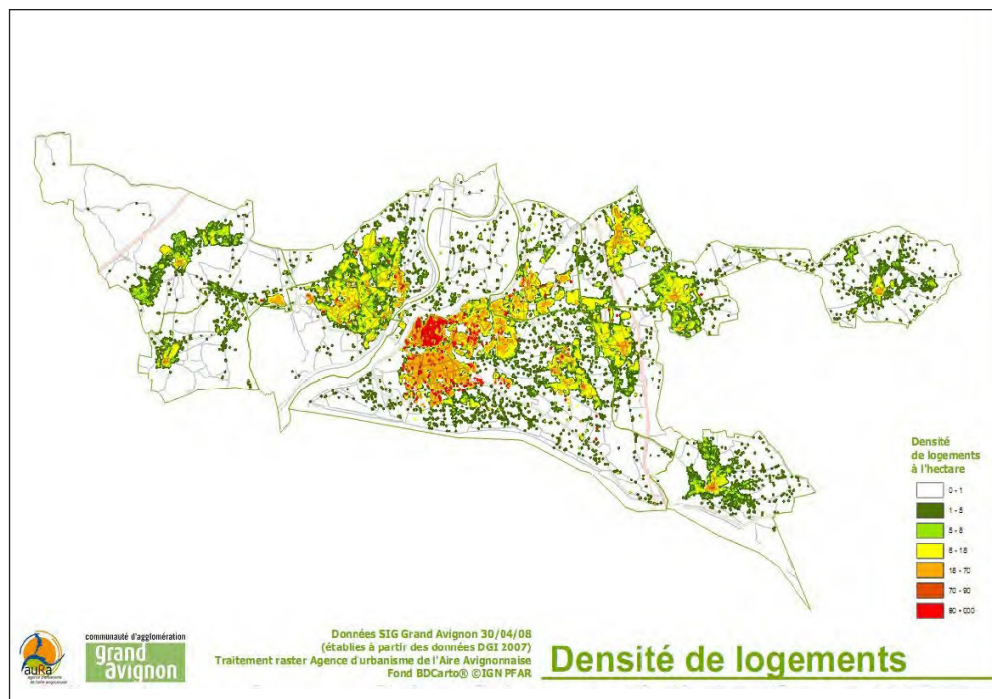 Densité
de logements
à l'hectare
0 - 1
1 - 5
5 - 8
8 - 18
18 - 70
70 - 90
90 - 000
auRa
communauté d'agglomération
grand
avignon
Données SIG Grand Avignon 30/04/08
(établies à partir des données DGI 2007)
Traitement raster Agence d'urbanisme de l'Aire Avignonnaise
Fond BDCarto® ©IGN PFAR
Densité de logements